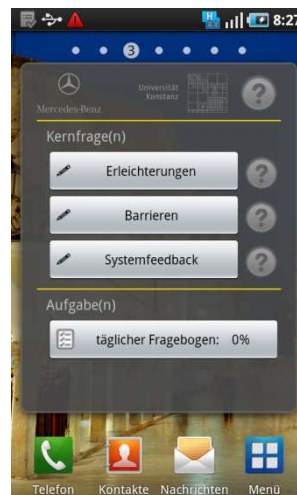 H
8:27
3
Mercedes-Benz
Universität
Konstanz
?
Kernfrage(n)
Erleichterungen
?
Barrieren
?
Systemfeedback
?
Aufgabe(n)
täglicher Fragebogen: 0%
Telefon
Kontakte
Nachrichten
Menü